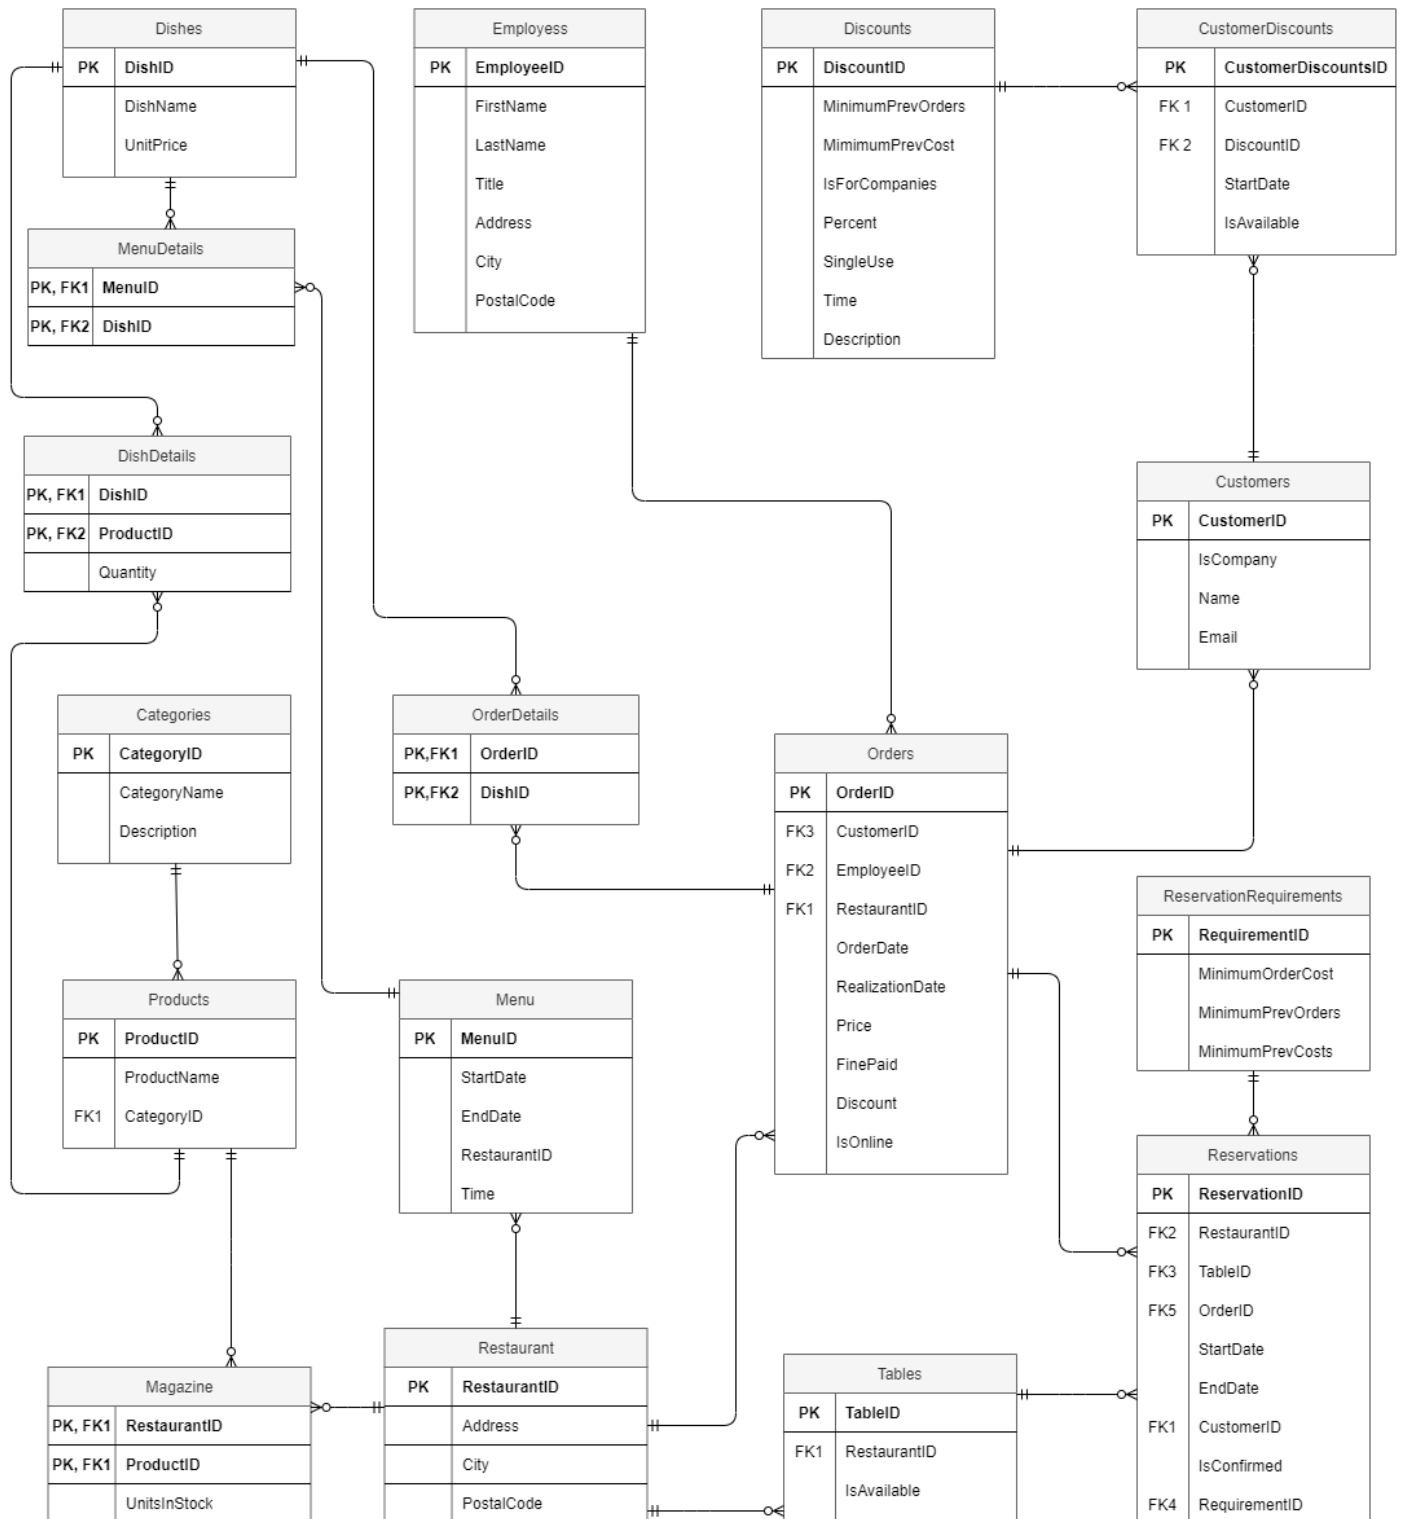 Dishes
PK DishID
DishName
UnitPrice
Employess
PK EmployeeID
FirstName
LastName
Title
Address
City
PostalCode
Discounts
PK DiscountID
MinimumPrevOrders
MimimumPrevCost
IsForCompanies
Percent
SingleUse
Time
Description
CustomerDiscounts
PK CustomerDiscountsID
FK 1 CustomerID
FK 2 DiscountID
StartDate
IsAvailable
MenuDetails
PK, FK1 MenuID
PK, FK2 DishID
DishDetails
PK, FK1 DishID
PK, FK2 ProductID
Quantity
Customers
PK CustomerID
IsCompany
Name
Email
Categories
PK CategoryID
CategoryName
Description
OrderDetails
PK,FK1 OrderID
PK,FK2 DishID
Orders
PK OrderID
FK3 CustomerID
FK2 EmployeeID
FK1 RestaurantID
OrderDate
RealizationDate
Price
FinePaid
Discount
IsOnline
ReservationRequirements
PK RequirementID
MinimumOrderCost
MinimumPrevOrders
MinimumPrevCosts
Products
PK ProductID
ProductName
FK1 CategoryID
Menu
PK MenuID
StartDate
EndDate
RestaurantID
Time
Reservations
PK ReservationID
FK2 RestaurantID
FK3 TableID
FK5 OrderID
StartDate
EndDate
FK1 CustomerID
IsConfirmed
FK4 RequirementID
Magazine
PK, FK1 RestaurantID
PK, FK1 ProductID
UnitsInStock
Restaurant
PK RestaurantID
Address
City
PostalCode
Tables
PK TableID
FK1 RestaurantID
IsAvailable